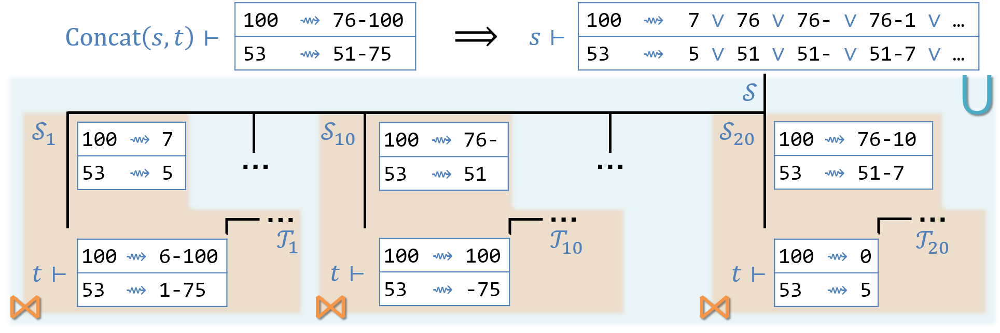 Concat(s, t) ⊢ 100 ⇝ 76-100 ⟹ s ⊢ 100 ⇝ 7 ∨ 76 ∨ 76- ∨ 76-1 ∨ …
53 ⇝ 51-75 53 ⇝ 5 ∨ 51 ∨ 51- ∨ 51-7 ∨ …
𝒮 ∪
𝒮₁ 100 ⇝ 7 𝒮₁₀ 100 ⇝ 76- 𝒮₂₀ 100 ⇝ 76-10
53 ⇝ 5 … 53 ⇝ 51 … 53 ⇝ 51-7
… … …
𝒯₁ 𝒯₁₀ 𝒯₂₀
t ⊢ 100 ⇝ 6-100 t ⊢ 100 ⇝ 100 t ⊢ 100 ⇝ 0
53 ⇝ 1-75 53 ⇝ -75 53 ⇝ 5
⋈ ⋈ ⋈